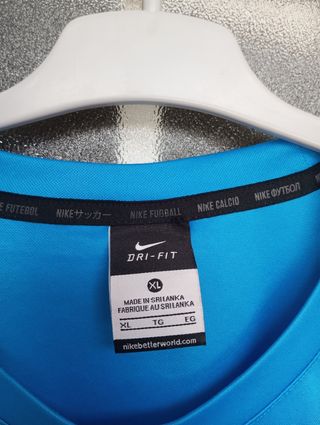 NIKE FUTEBOL NIKEサッカー NIKE FUßBALL NIKE CALCIO NIKE ФУТБОЛ
DRI-FIT
XL
MADE IN SRI LANKA
FABRIQUE AU SRI LANKA
XL TG EG
nikebetterworld.com